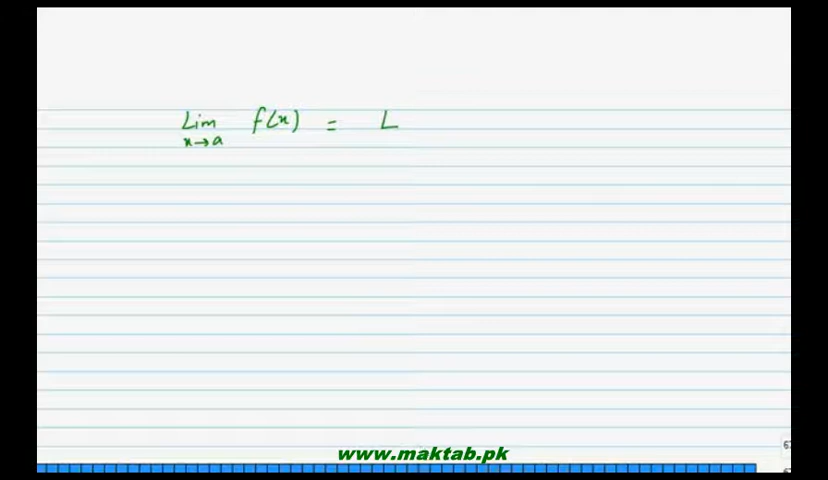 Lim f(x) = L
x→a
www.maktab.pk